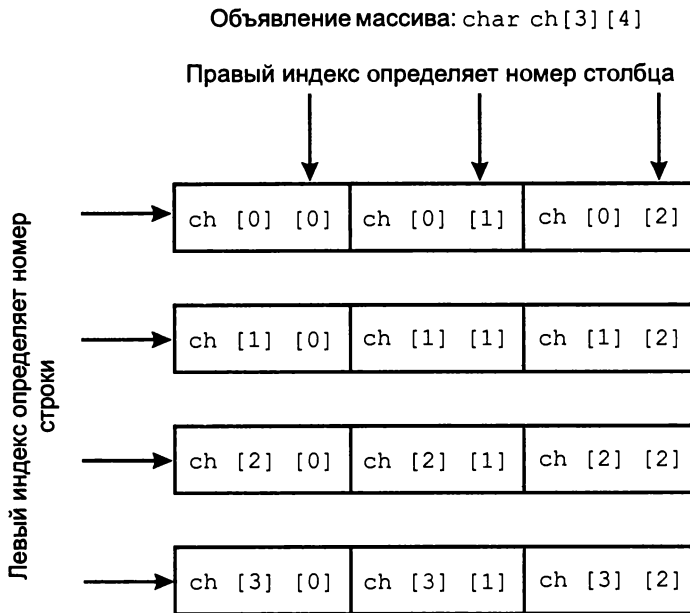 Объявление массива: char ch[3][4]
Правый индекс определяет номер столбца
Левый индекс определяет номер
строки
ch [0] [0] ch [0] [1] ch [0] [2]
ch [1] [0] ch [1] [1] ch [1] [2]
ch [2] [0] ch [2] [1] ch [2] [2]
ch [3] [0] ch [3] [1] ch [3] [2]